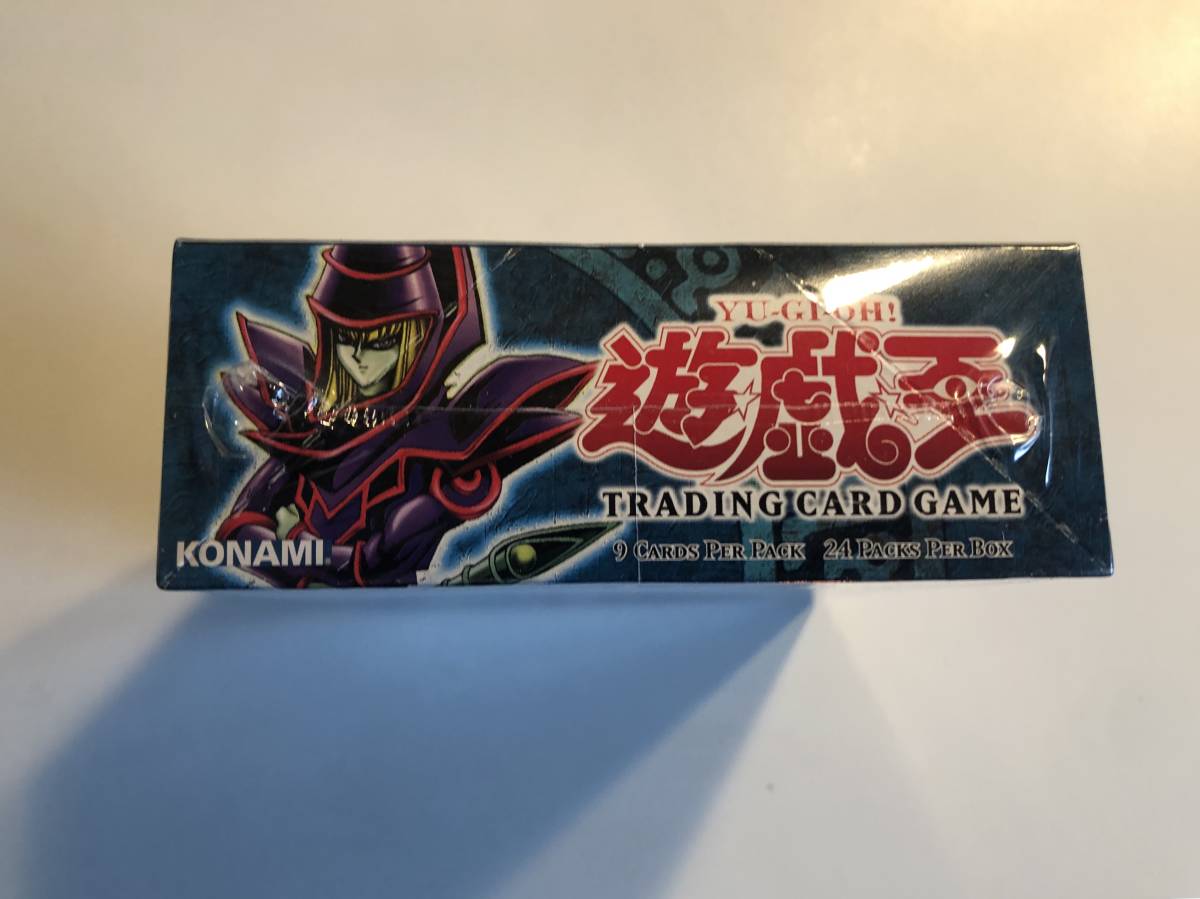 YU-GI-OH!
遊戯王
TRADING CARD GAME
9 CARDS PER PACK 24 PACKS PER BOX
KONAMI